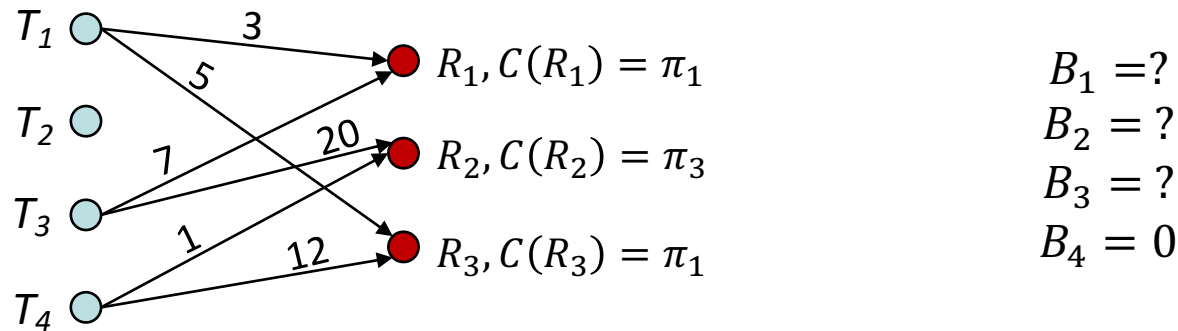 T₁
3
R₁, C(R₁) = π₁
5
B₁ =?
T₂
20
B₂ = ?
7
R₂, C(R₂) = π₃
B₃ = ?
T₃
1
12
R₃, C(R₃) = π₁
B₄ = 0
T₄